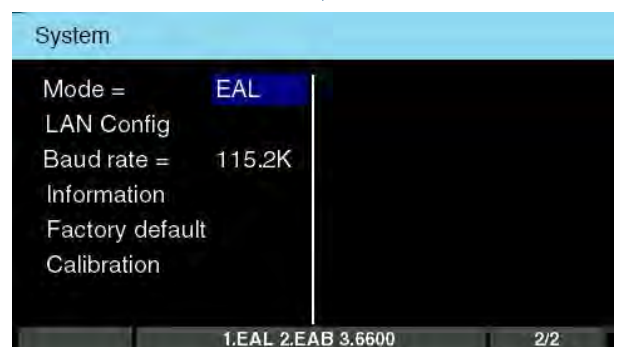 System
Mode = EAL
LAN Config
Baud rate = 115.2K
Information
Factory default
Calibration
1.EAL 2.EAB 3.6600 2/2